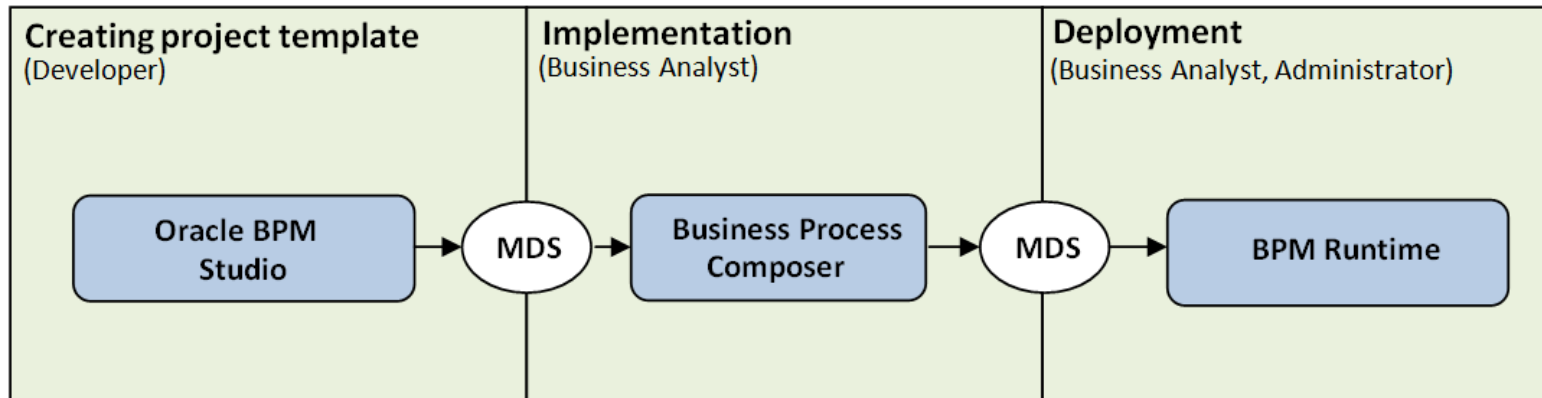 Creating project template
(Developer)
Implementation
(Business Analyst)
Deployment
(Business Analyst, Administrator)
Oracle BPM
Studio
MDS
Business Process
Composer
MDS
BPM Runtime